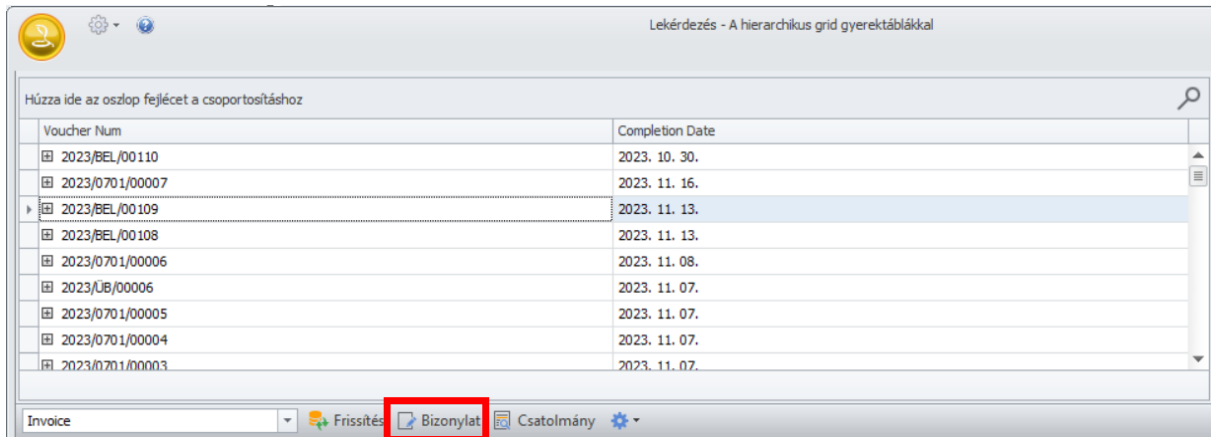 Lekérdezés - A hierarchikus grid gyerektáblákkal
Húzza ide az oszlop fejlécet a csoportosításhoz
Voucher Num Completion Date
2023/BEL/00110 2023. 10. 30.
2023/0701/00007 2023. 11. 16.
2023/BEL/00109 2023. 11. 13.
2023/BEL/00108 2023. 11. 13.
2023/0701/00006 2023. 11. 08.
2023/ÜB/00006 2023. 11. 07.
2023/0701/00005 2023. 11. 07.
2023/0701/00004 2023. 11. 07.
2023/0701/00003 2023. 11. 07.
Invoice Frissítés Bizonylat Csatolmány